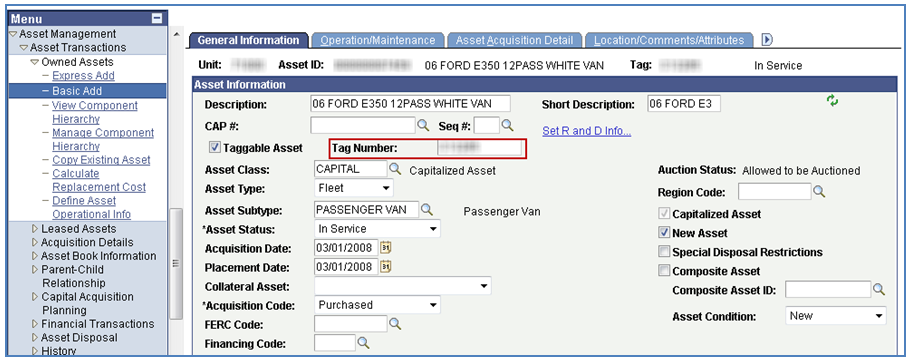 Menu
Asset Management
Asset Transactions
Owned Assets
Express Add
Basic Add
View Component
Hierarchy
Manage Component
Hierarchy
Copy Existing Asset
Calculate
Replacement Cost
Define Asset
Operational Info
Leased Assets
Acquisition Details
Asset Book Information
Parent-Child
Relationship
Capital Acquisition
Planning
Financial Transactions
Asset Disposal
History
General Information Operation/Maintenance Asset Acquisition Detail Location/Comments/Attributes
Unit: Asset ID: 06 FORD E350 12PASS WHITE VAN Tag: In Service
Asset Information
Description: 06 FORD E350 12PASS WHITE VAN Short Description: 06 FORD E3
CAP #: Seq #: Set R and D Info...
Taggable Asset Tag Number:
Asset Class: CAPITAL Capitalized Asset Auction Status: Allowed to be Auctioned
Asset Type: Fleet Region Code:
Asset Subtype: PASSENGER VAN Passenger Van Capitalized Asset
*Asset Status: In Service New Asset
Acquisition Date: 03/01/2008 31 Special Disposal Restrictions
Placement Date: 03/01/2008 31 Composite Asset
Collateral Asset: Composite Asset ID:
*Acquisition Code: Purchased Asset Condition: New
FERC Code:
Financing Code: